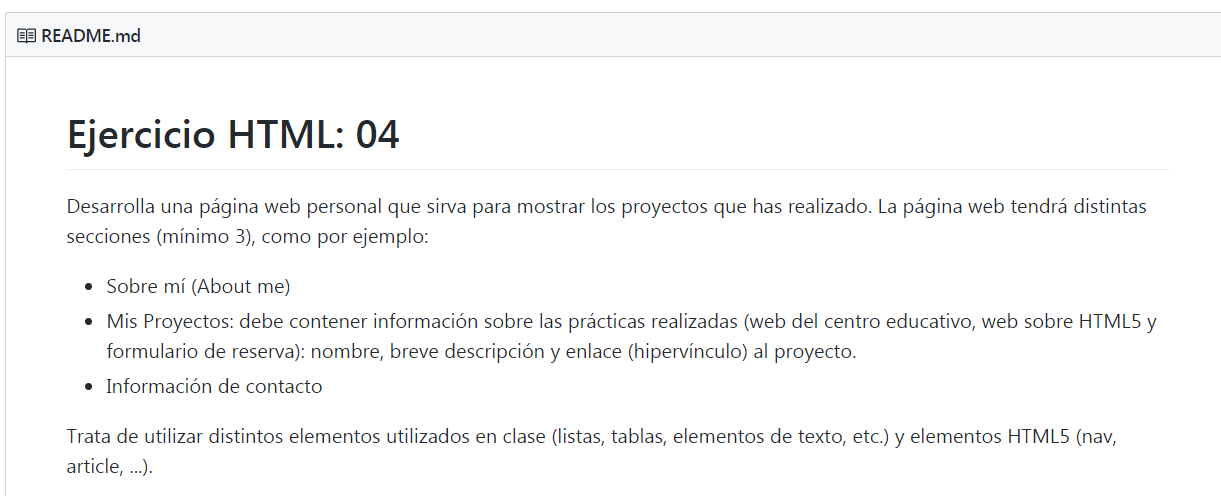 README.md
Ejercicio HTML: 04
Desarrolla una página web personal que sirva para mostrar los proyectos que has realizado. La página web tendrá distintas
secciones (mínimo 3), como por ejemplo:
• Sobre mí (About me)
• Mis Proyectos: debe contener información sobre las prácticas realizadas (web del centro educativo, web sobre HTML5 y
formulario de reserva): nombre, breve descripción y enlace (hipervínculo) al proyecto.
• Información de contacto
Trata de utilizar distintos elementos utilizados en clase (listas, tablas, elementos de texto, etc.) y elementos HTML5 (nav,
article, ...).